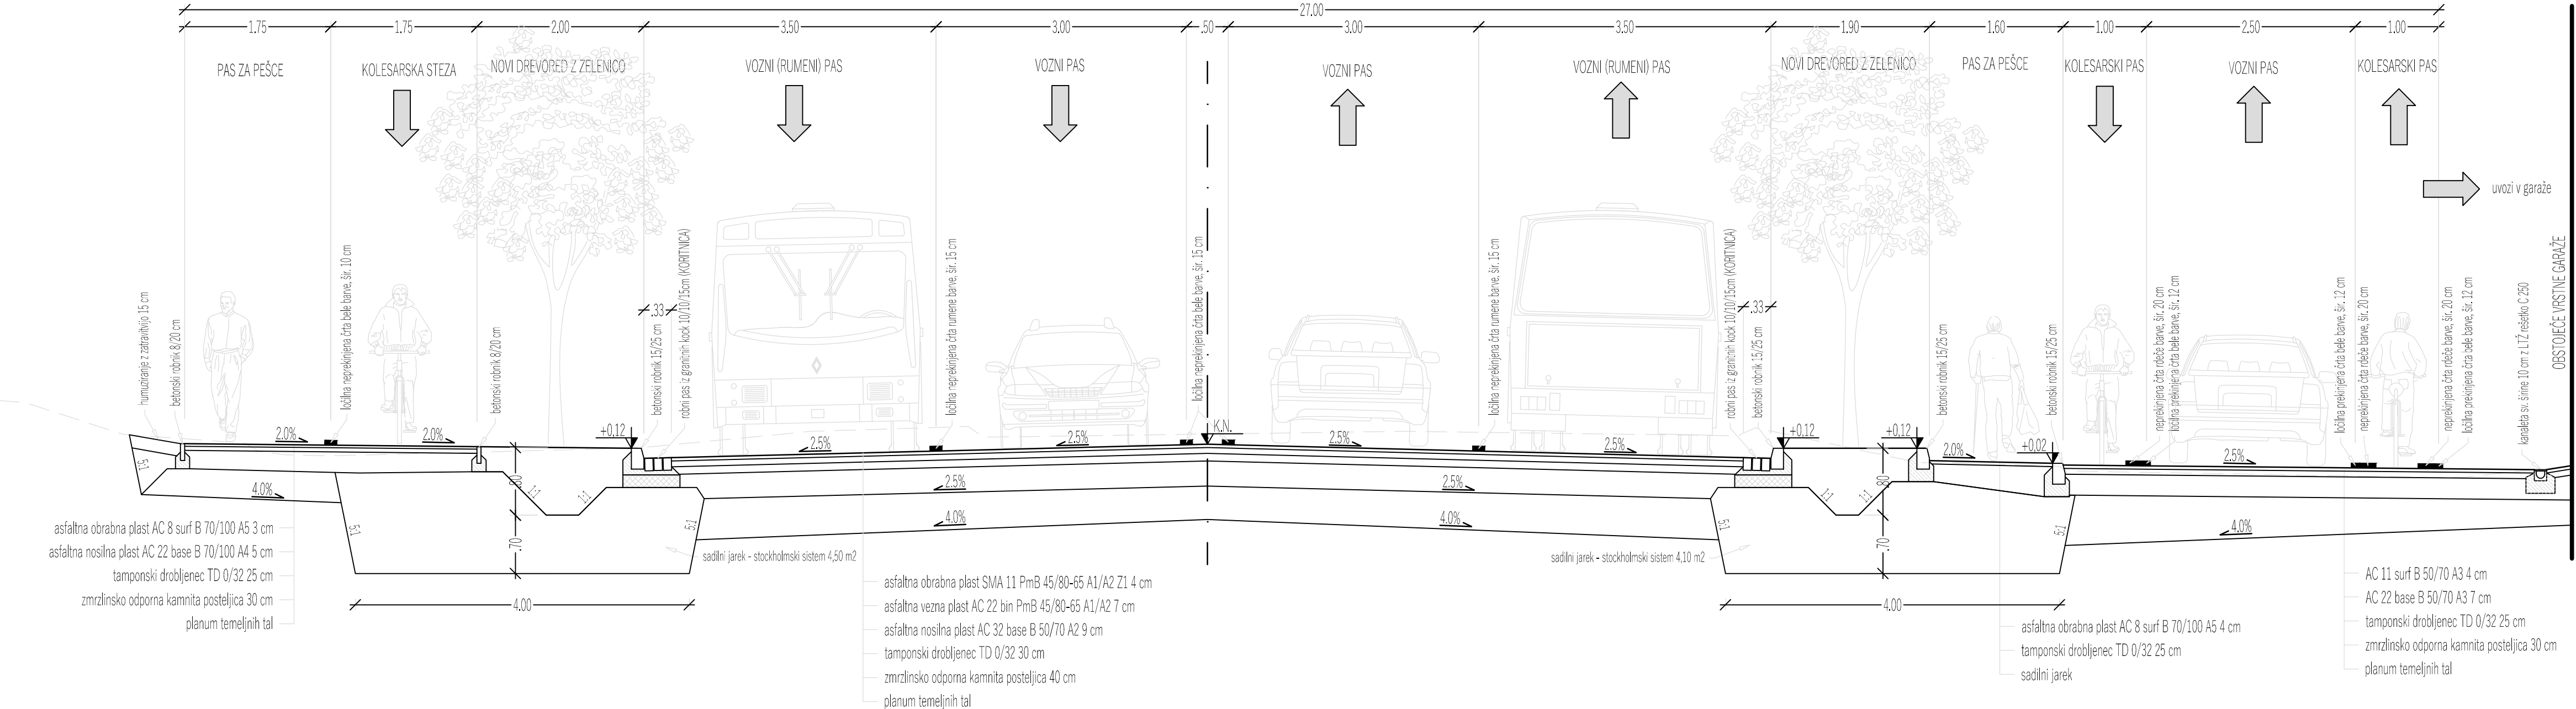 27.00
1.75
1.75
2.00
3.50
3.00
.50
3.00
3.50
1.90
1.60
1.00
2.50
1.00
PAS ZA PEŠCE
KOLESARSKA STEZA
NOVI DREVORED Z ZELENICO
VOZNI (RUMENI) PAS
VOZNI PAS
VOZNI PAS
VOZNI (RUMENI) PAS
NOVI DREVORED Z ZELENICO
PAS ZA PEŠCE
KOLESARSKI PAS
VOZNI PAS
KOLESARSKI PAS
uvozi v garaže
OBSTOJEČE VRSTNE GARAŽE
humuziranje z zatravitvijo 15 cm
betonski robnik 8/20 cm
ločilna neprekinjena črta bele barve, šir. 10 cm
betonski robnik 8/20 cm
.33
betonski robnik 15/25 cm
robni pas iz granitnih kock 10/10/15cm (KORITNICA)
ločilna neprekinjena črta rumene barve, šir. 15 cm
ločilna neprekinjena črta bele barve, šir. 15 cm
ločilna neprekinjena črta rumene barve, šir. 15 cm
robni pas iz granitnih kock 10/10/15cm (KORITNICA)
.33
betonski robnik 15/25 cm
betonski robnik 15/25 cm
betonski robnik 15/25 cm
neprekinjena črta rdeče barve, šir. 20 cm
ločilna prekinjena črta bele barve, šir. 12 cm
ločilna prekinjena črta bele barve, šir. 12 cm
neprekinjena črta rdeče barve, šir. 20 cm
neprekinjena črta rdeče barve, šir. 20 cm
ločilna prekinjena črta bele barve, šir. 12 cm
kanaleta sv. širine 10 cm z LTŽ rešetko C 250
2.0%
2.0%
+0,12
2.5%
2.5%
K.N.
2.5%
2.5%
+0,12
+0,12
2.0%
+0,02
2.5%
5:1
4.0%
5:1
.80
1:1
1:1
5:1
.70
4.00
2.5%
2.5%
4.0%
4.0%
5:1
1:1
1:1
.80
.70
5:1
4.00
4.0%
sadilni jarek - stockholmski sistem 4,50 m2
sadilni jarek - stockholmski sistem 4,10 m2
asfaltna obrabna plast AC 8 surf B 70/100 A5 3 cm
asfaltna nosilna plast AC 22 base B 70/100 A4 5 cm
tamponski drobljenec TD 0/32 25 cm
zmrzlinsko odporna kamnita posteljica 30 cm
planum temeljnih tal
asfaltna obrabna plast SMA 11 PmB 45/80-65 A1/A2 Z1 4 cm
asfaltna vezna plast AC 22 bin PmB 45/80-65 A1/A2 7 cm
asfaltna nosilna plast AC 32 base B 50/70 A2 9 cm
tamponski drobljenec TD 0/32 30 cm
zmrzlinsko odporna kamnita posteljica 40 cm
planum temeljnih tal
asfaltna obrabna plast AC 8 surf B 70/100 A5 4 cm
tamponski drobljenec TD 0/32 25 cm
sadilni jarek
AC 11 surf B 50/70 A3 4 cm
AC 22 base B 50/70 A3 7 cm
tamponski drobljenec TD 0/32 25 cm
zmrzlinsko odporna kamnita posteljica 30 cm
planum temeljnih tal